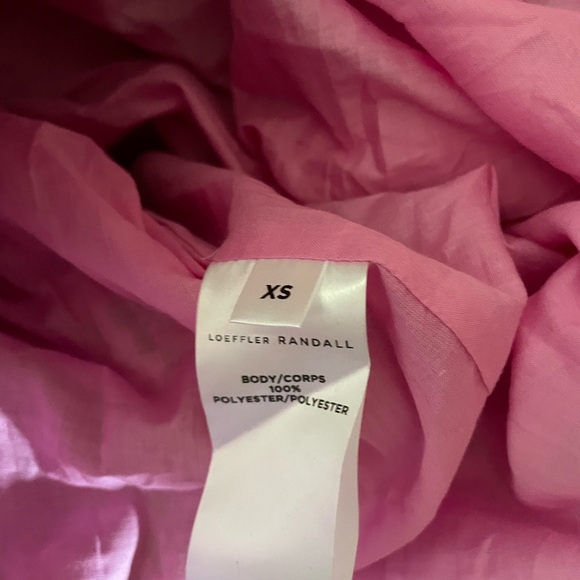 XS
LOEFFLER RANDALL
BODY/CORPS
100%
POLYESTER/POLYESTER